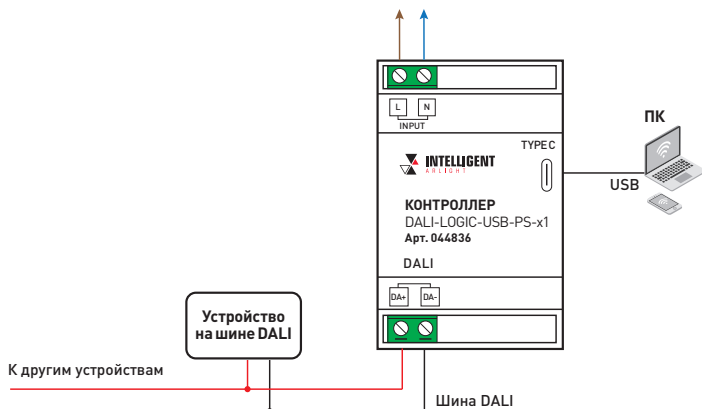 L N
INPUT
TYPE C
INTELLIGENT
ARLIGHT
ПК
USB
КОНТРОЛЛЕР
DALI-LOGIC-USB-PS-x1
Арт. 044836
DALI
DA+ DA-
Устройство
на шине DALI
К другим устройствам
Шина DALI